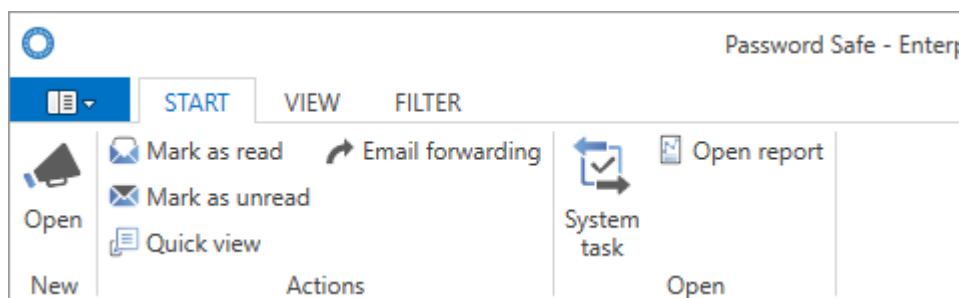 Password Safe - Enterp
START VIEW FILTER
Mark as read Email forwarding Open report
Mark as unread
Open System
task
Quick view
New Actions Open